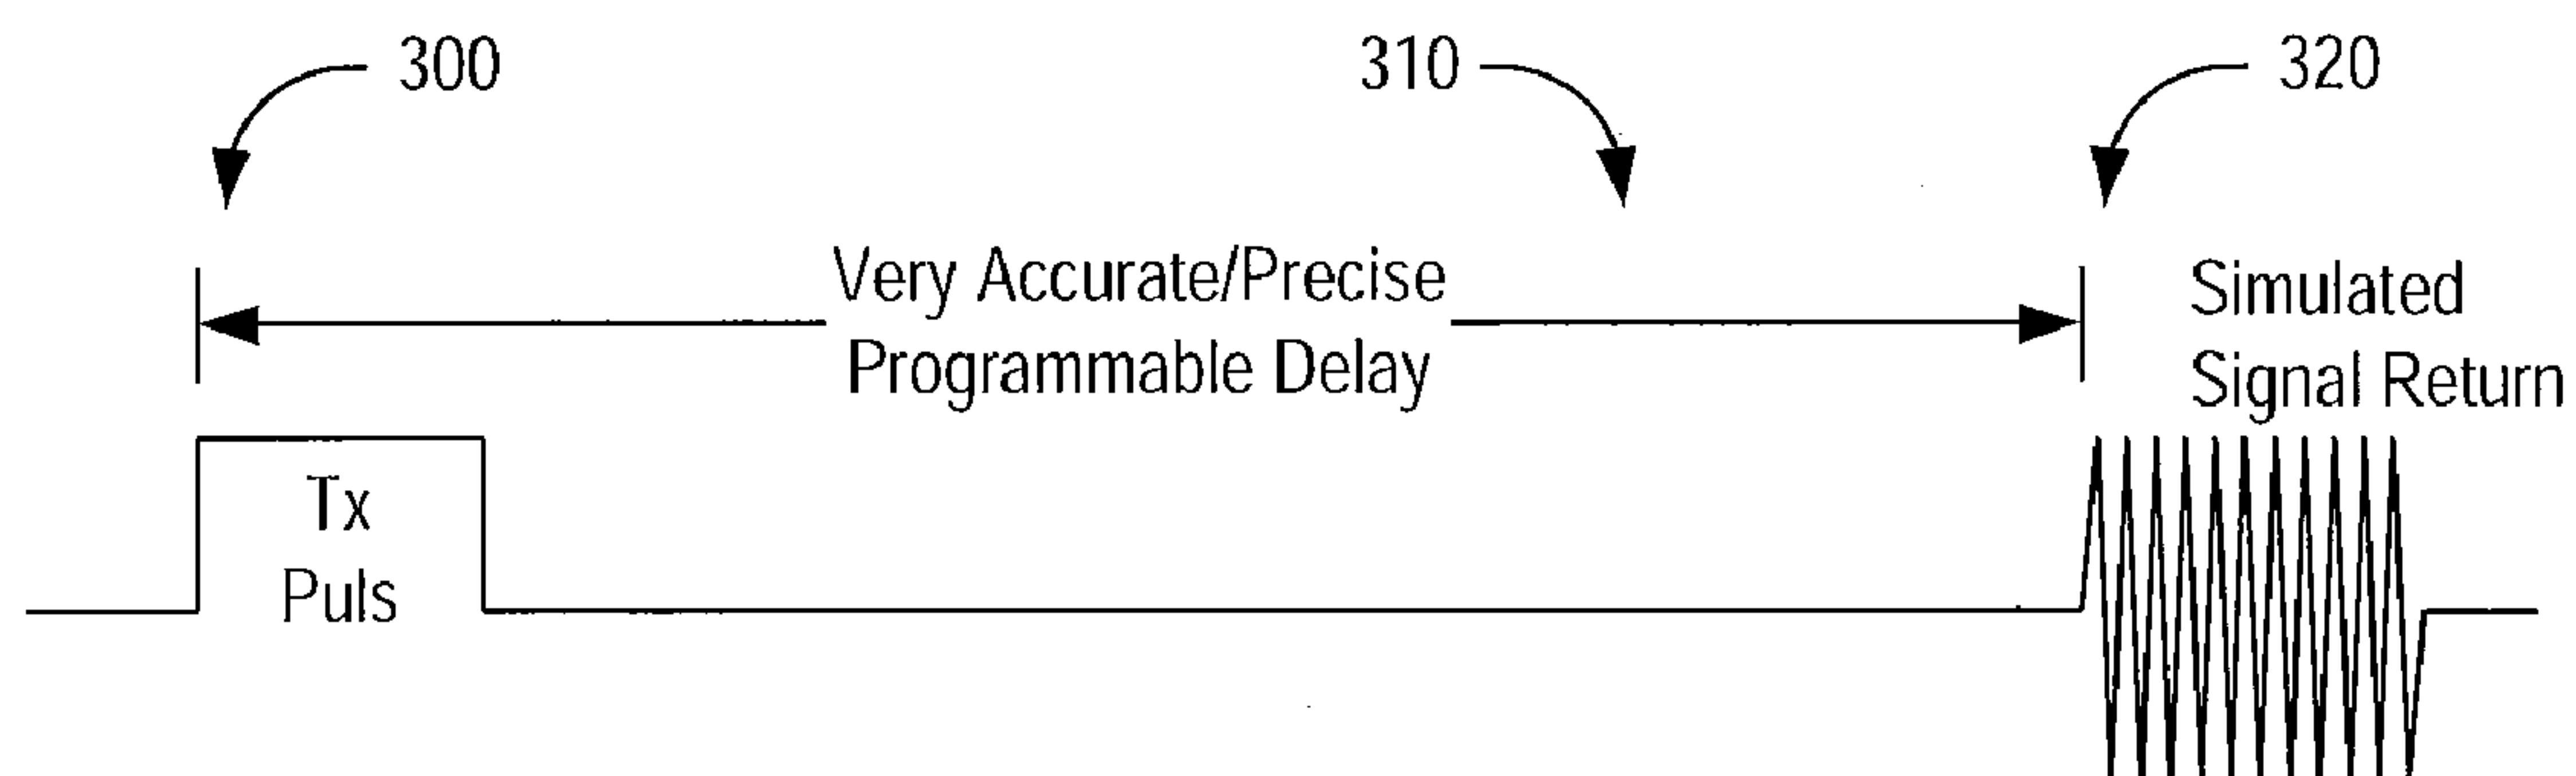 300
310
320
Very Accurate/Precise
Programmable Delay
Simulated
Signal Return
Tx
Puls